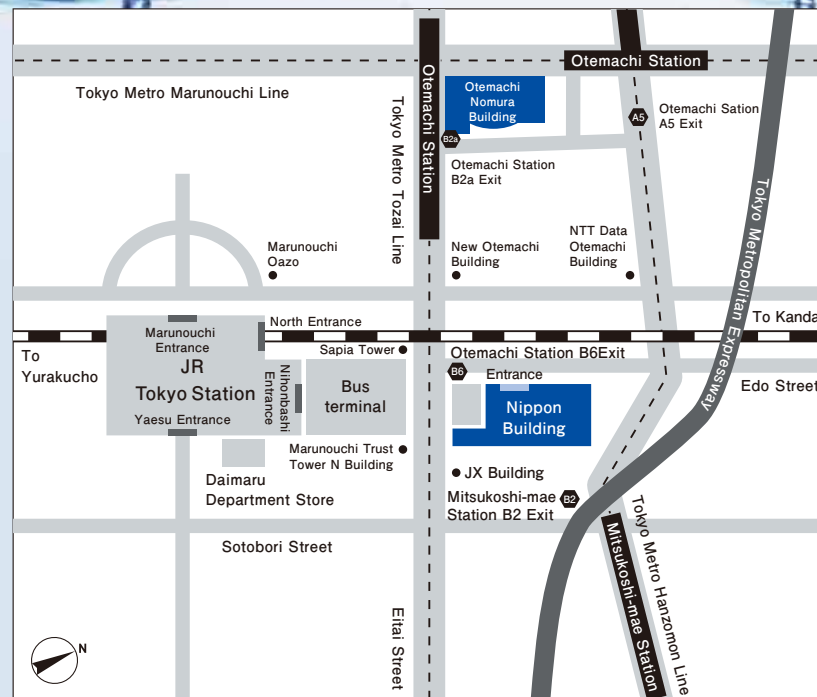 Otemachi Station
Tokyo Metro Marunouchi Line
Otemachi
Nomura
Building
Otemachi Station
Tokyo Metro Tozai Line
A5
Otemachi Sation
A5 Exit
B2a
Otemachi Station
B2a Exit
Tokyo Metropolitan Expressway
Marunouchi
Oazo
New Otemachi
Building
NTT Data
Otemachi
Building
To Kanda
North Entrance
Marunouchi
Entrance
To
Yurakucho
JR
Tokyo Station
Yaesu Entrance
Nihonbashi
Entrance
Sapia Tower
Bus
terminal
Otemachi Station B6Exit
B6
Entrance
Edo Street
Nippon
Building
Marunouchi Trust
Tower N Building
Daimaru
Department Store
JX Building
Mitsukoshi-mae
Station B2 Exit
B2
Sotobori Street
Eitai Street
Mitsukoshi-mae Station
Tokyo Metro Hanzomon Line
N